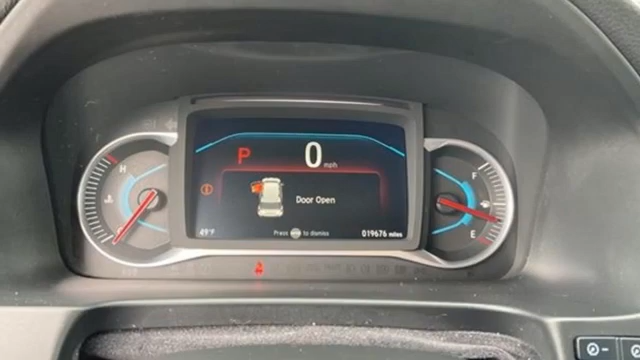 P 0 mph
H F
Door Open
C E
49°F Press to dismiss 019676 miles